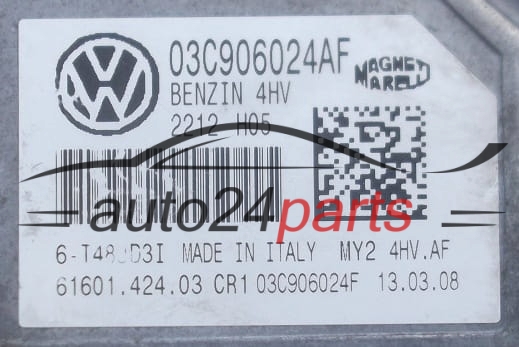 03C906024AF
MAGNETI
MARELLI
BENZIN 4HV
2212 H05
auto24parts
MADE IN ITALY MY2 4HV.AF
61601.424.03 CR1 03C906024F 13.03.08